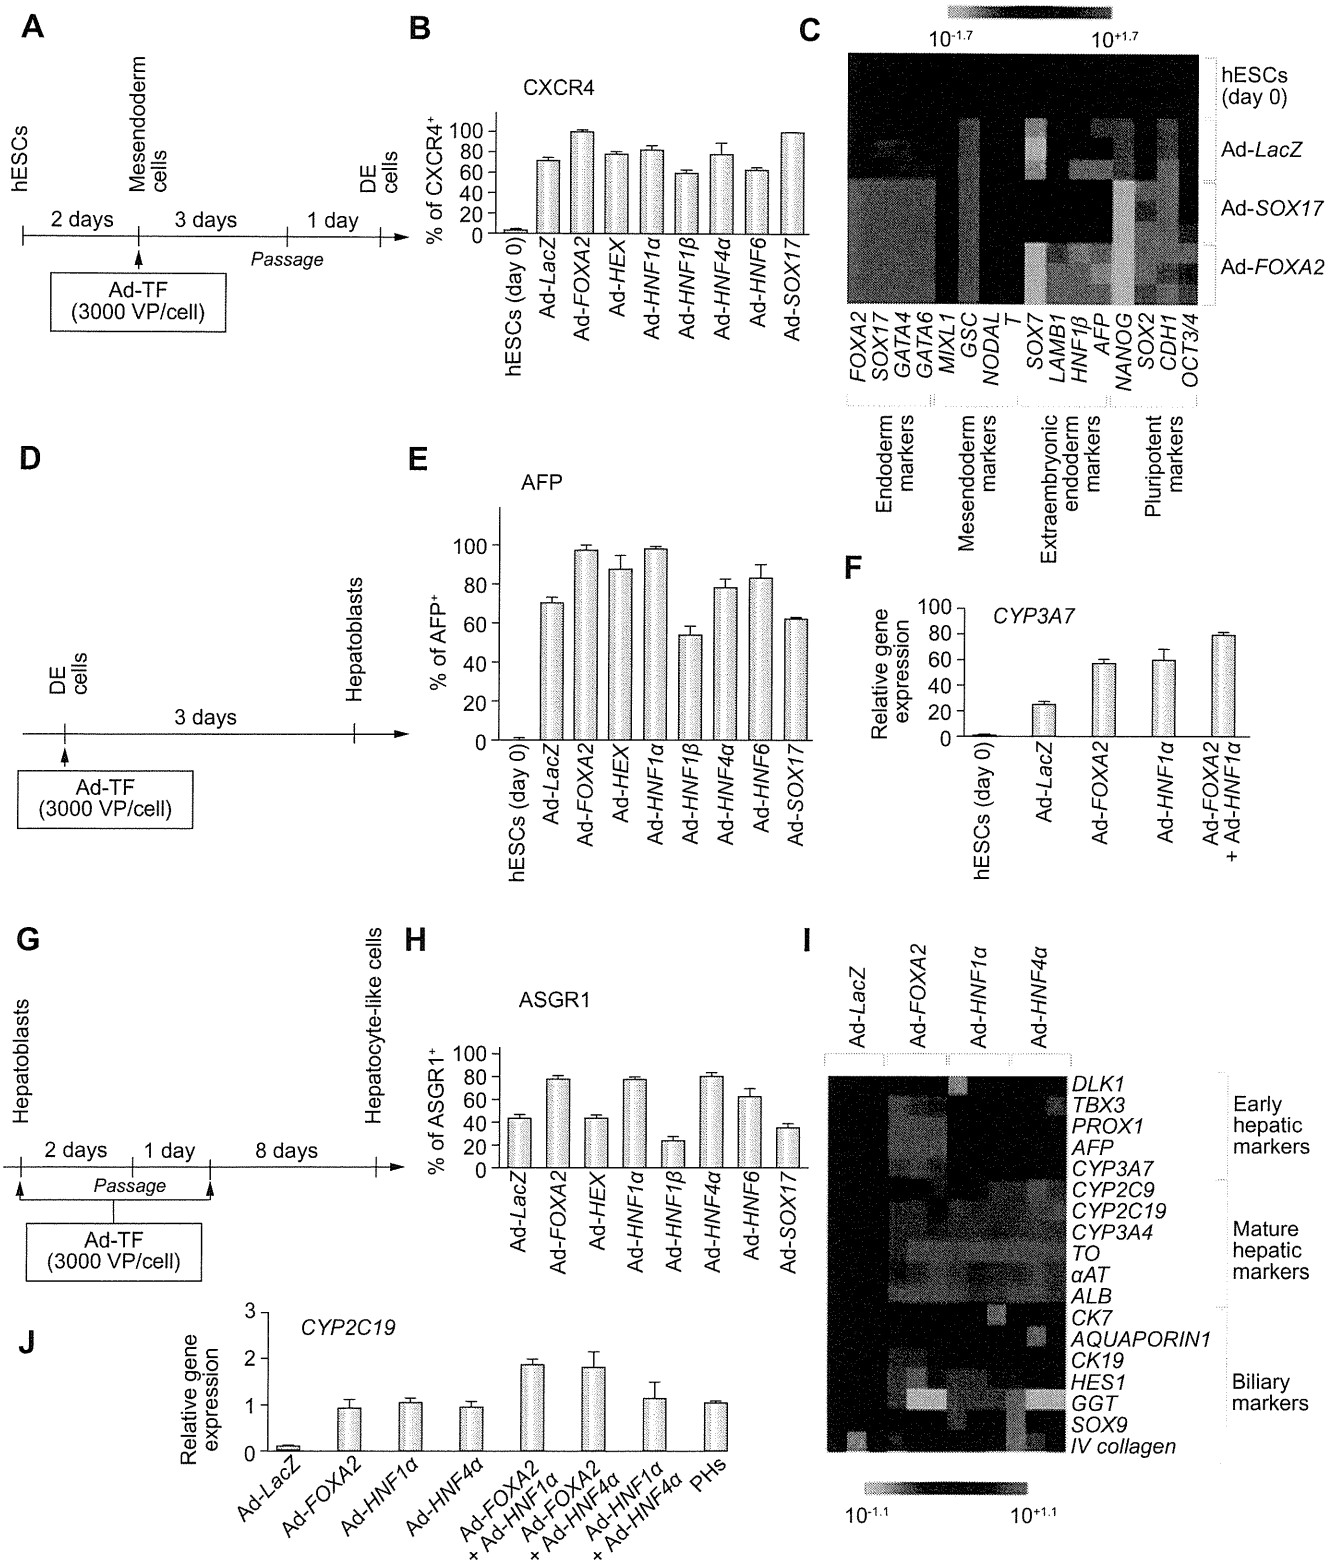 A
hESCs
Mesendoderm
cells
DE
cells
2 days
3 days
1 day
Passage
Ad-TF
(3000 VP/cell)
B
CXCR4
% of CXCR4+
100
80
60
40
20
0
hESCs (day 0)
Ad-LacZ
Ad-FOXA2
Ad-HEX
Ad-HNF1α
Ad-HNF1β
Ad-HNF4α
Ad-HNF6
Ad-SOX17
C
10-1.7
10+1.7
hESCs
(day 0)
Ad-LacZ
Ad-SOX17
Ad-FOXA2
FOXA2
SOX17
GATA4
GATA6
MIXL1
GSC
NODAL
T
SOX7
LAMB1
HNF1β
AFP
NANOG
SOX2
CDH1
OCT3/4
Endoderm
markers
Mesendoderm
markers
Extraembryonic
endoderm
markers
Pluripotent
markers
D
DE
cells
Hepatoblasts
3 days
Ad-TF
(3000 VP/cell)
E
AFP
% of AFP+
100
80
60
40
20
0
hESCs (day 0)
Ad-LacZ
Ad-FOXA2
Ad-HEX
Ad-HNF1α
Ad-HNF1β
Ad-HNF4α
Ad-HNF6
Ad-SOX17
F
CYP3A7
Relative gene
expression
100
80
60
40
20
0
hESCs (day 0)
Ad-LacZ
Ad-FOXA2
Ad-HNF1α
Ad-FOXA2
+ Ad-HNF1α
G
Hepatoblasts
Hepatocyte-like cells
2 days
1 day
8 days
Passage
Ad-TF
(3000 VP/cell)
H
ASGR1
% of ASGR1+
100
80
60
40
20
0
Ad-LacZ
Ad-FOXA2
Ad-HEX
Ad-HNF1α
Ad-HNF1β
Ad-HNF4α
Ad-HNF6
Ad-SOX17
I
Ad-LacZ
Ad-FOXA2
Ad-HNF1α
Ad-HNF4α
DLK1
TBX3
PROX1
AFP
CYP3A7
CYP2C9
CYP2C19
CYP3A4
TO
αAT
ALB
CK7
AQUAPORIN1
CK19
HES1
GGT
SOX9
IV collagen
Early
hepatic
markers
Mature
hepatic
markers
Biliary
markers
10-1.1
10+1.1
J
CYP2C19
Relative gene
expression
3
2
1
0
Ad-LacZ
Ad-FOXA2
Ad-HNF1α
Ad-HNF4α
Ad-FOXA2
+ Ad-HNF1α
Ad-FOXA2
+ Ad-HNF4α
Ad-HNF1α
+ Ad-HNF4α
PHs